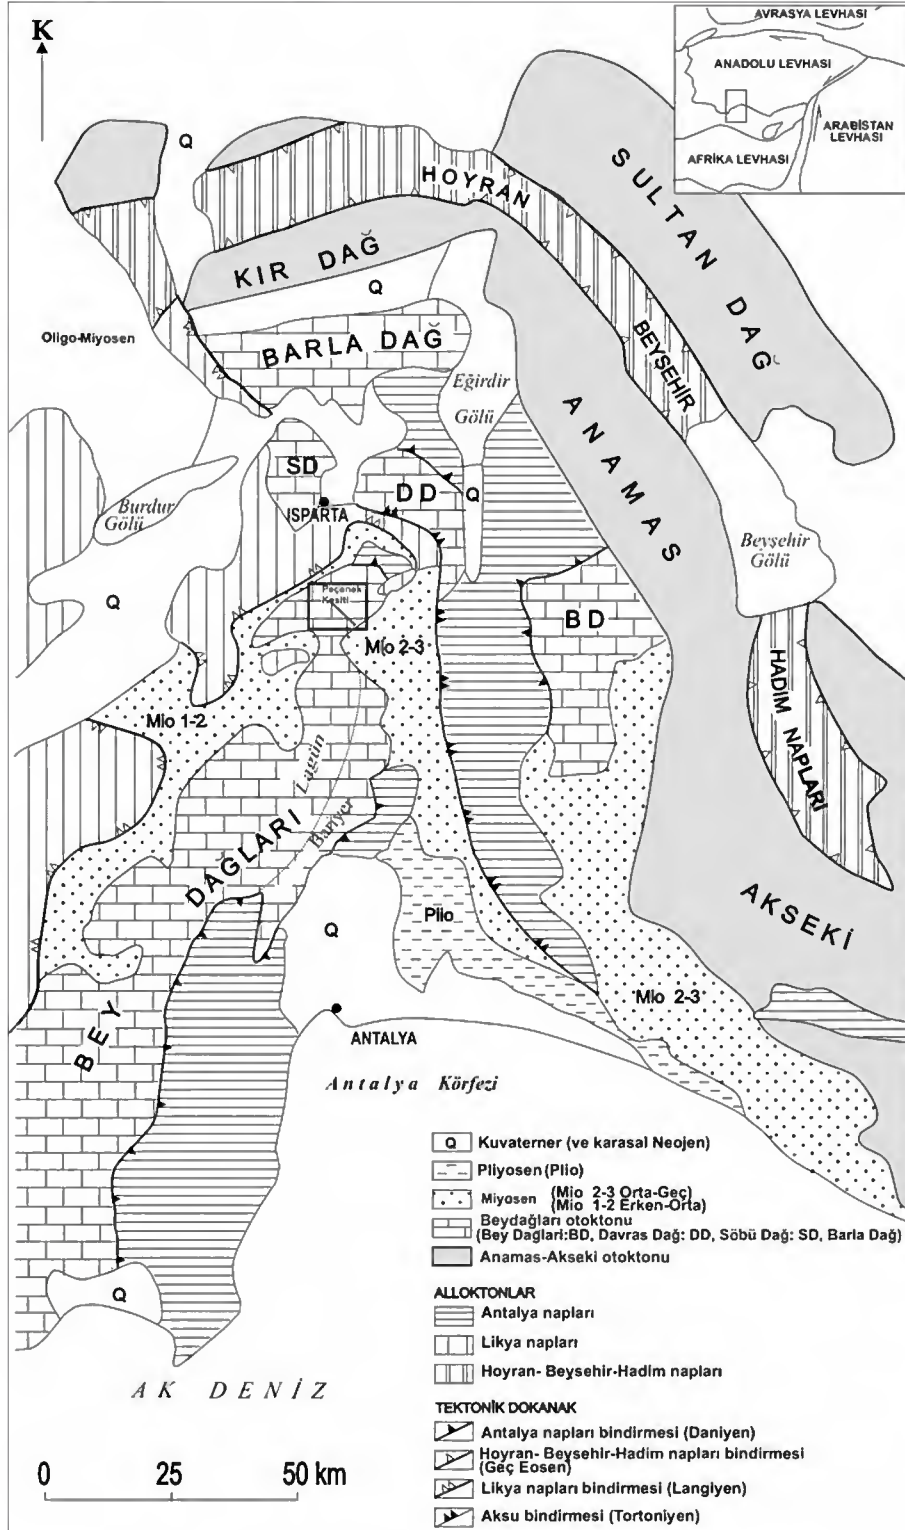 K
AVRASYA LEVHASI
ANADOLU LEVHASI
ARABİSTAN
LEVHASI
AFRİKA LEVHASI
Q
HOYRAN
SULTAN DAĞ
KIR DAĞ
Q
Oligo-Miyosen
BARLA DAĞ
BEYŞEHİR
Eğirdir
Gölü
ANAMAS
SD
DD
Q
ISPARTA
Burdur
Gölü
Beyşehir
Gölü
Q
Peçenek
Kesiti
BD
Mio 2-3
HADIM NAPLARI
Mio 1-2
Lagün
Bariyer
DAĞLARI
AKSEKİ
Plio
Q
Mio 2-3
BEY
ANTALYA
Antalya Körfezi
Q
AK DENİZ
Q Kuvaterner (ve karasal Neojen)
Pliyosen (Plio)
Miyosen (Mio 2-3 Orta-Geç)
(Mio 1-2 Erken-Orta)
Beydağları otoktonu
(Bey Dağlari:BD, Davras Dağ: DD, Söbü Dağ: SD, Barla Dağ)
Anamas-Akseki otoktonu
ALLOKTONLAR
Antalya napları
Likya napları
Hoyran- Beyşehir-Hadim napları
TEKTONİK DOKANAK
Antalya napları bindirmesi (Daniyen)
Hoyran- Beysehir-Hadim napları bindirmesi
(Geç Eosen)
Likya napları bindirmesi (Langiyen)
Aksu bindirmesi (Tortoniyen)
0 25 50 km